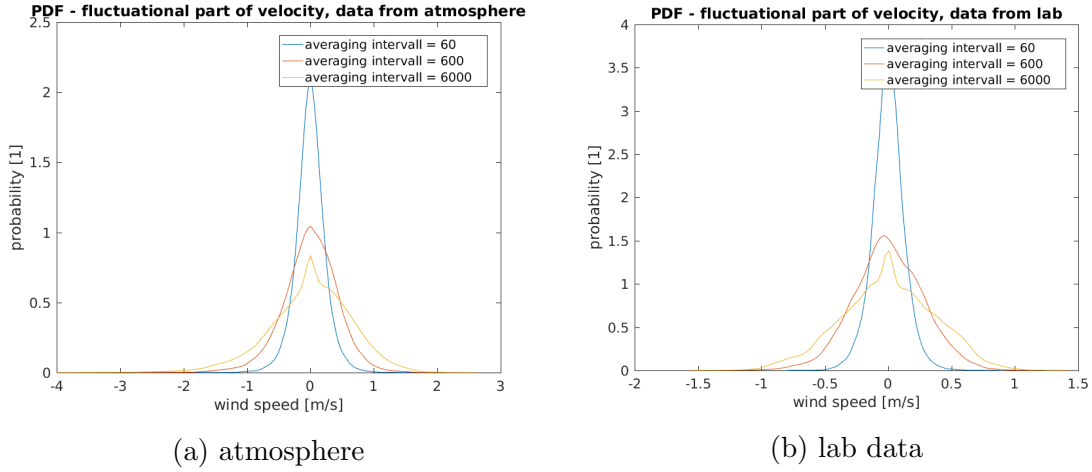 PDF - fluctuational part of velocity, data from atmosphere
2.5
2
1.5
1
0.5
0
probability [1]
averaging intervall = 60
averaging intervall = 600
averaging intervall = 6000
-4 -3 -2 -1 0 1 2 3
wind speed [m/s]
(a) atmosphere
PDF - fluctuational part of velocity, data from lab
4
3.5
3
2.5
2
1.5
1
0.5
0
probability [1]
averaging intervall = 60
averaging intervall = 600
averaging intervall = 6000
-2 -1.5 -1 -0.5 0 0.5 1 1.5
wind speed [m/s]
(b) lab data